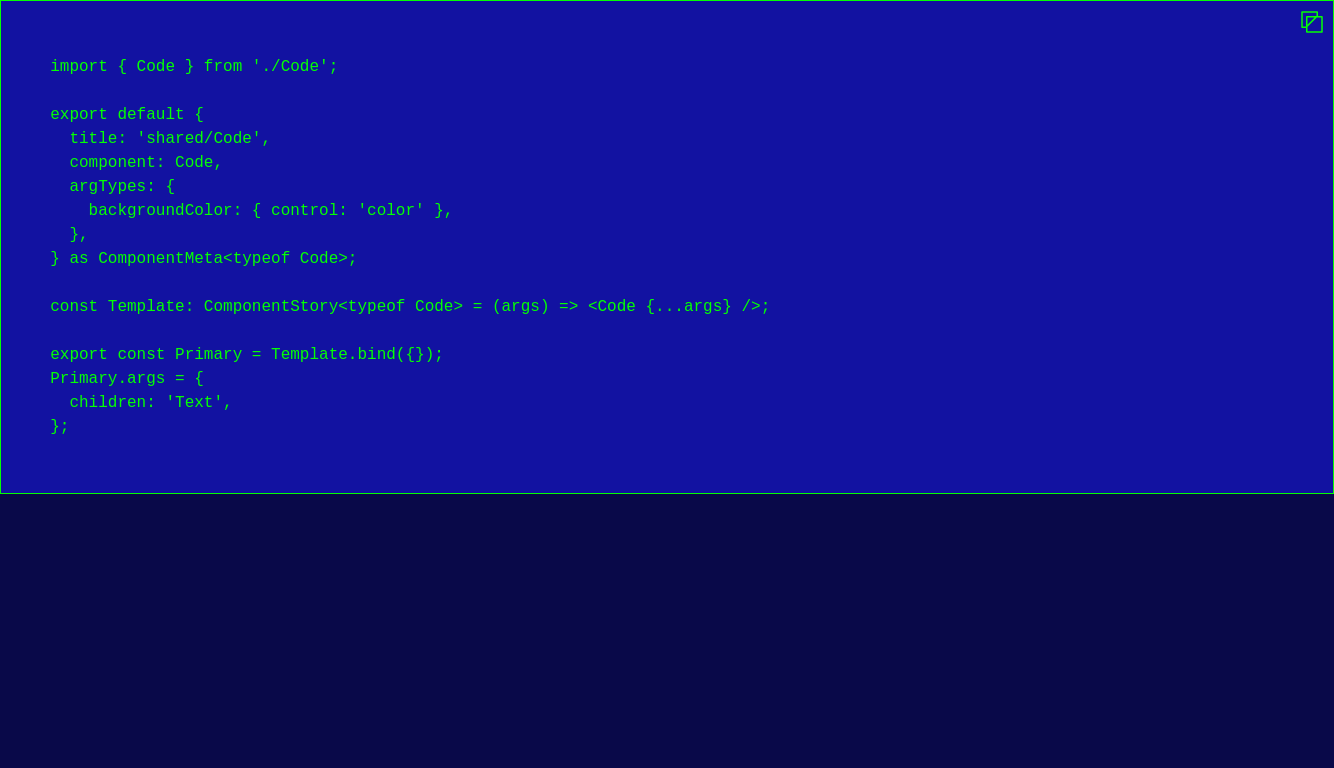 import { Code } from './Code';

export default {
  title: 'shared/Code',
  component: Code,
  argTypes: {
    backgroundColor: { control: 'color' },
  },
} as ComponentMeta<typeof Code>;

const Template: ComponentStory<typeof Code> = (args) => <Code {...args} />;

export const Primary = Template.bind({});
Primary.args = {
  children: 'Text',
};